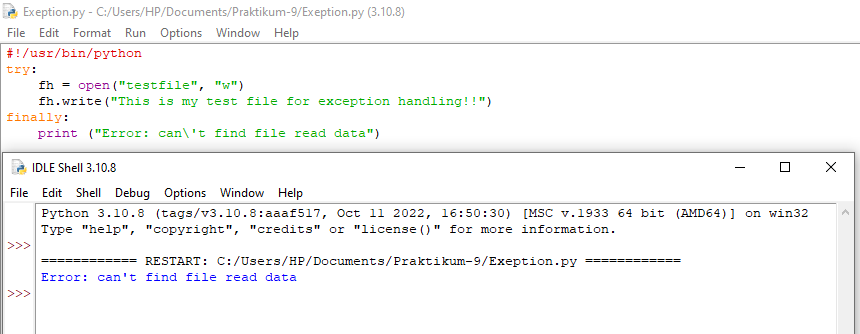 Exeption.py - C:/Users/HP/Documents/Praktikum-9/Exeption.py (3.10.8)
File Edit Format Run Options Window Help
#!/usr/bin/python
try:
    fh = open("testfile", "w")
    fh.write("This is my test file for exception handling!!")
finally:
    print ("Error: can\'t find file read data")
IDLE Shell 3.10.8
File Edit Shell Debug Options Window Help
Python 3.10.8 (tags/v3.10.8:aaaf517, Oct 11 2022, 16:50:30) [MSC v.1933 64 bit (AMD64)] on win32
Type "help", "copyright", "credits" or "license()" for more information.
>>>
============ RESTART: C:/Users/HP/Documents/Praktikum-9/Exeption.py ============
Error: can't find file read data
>>>